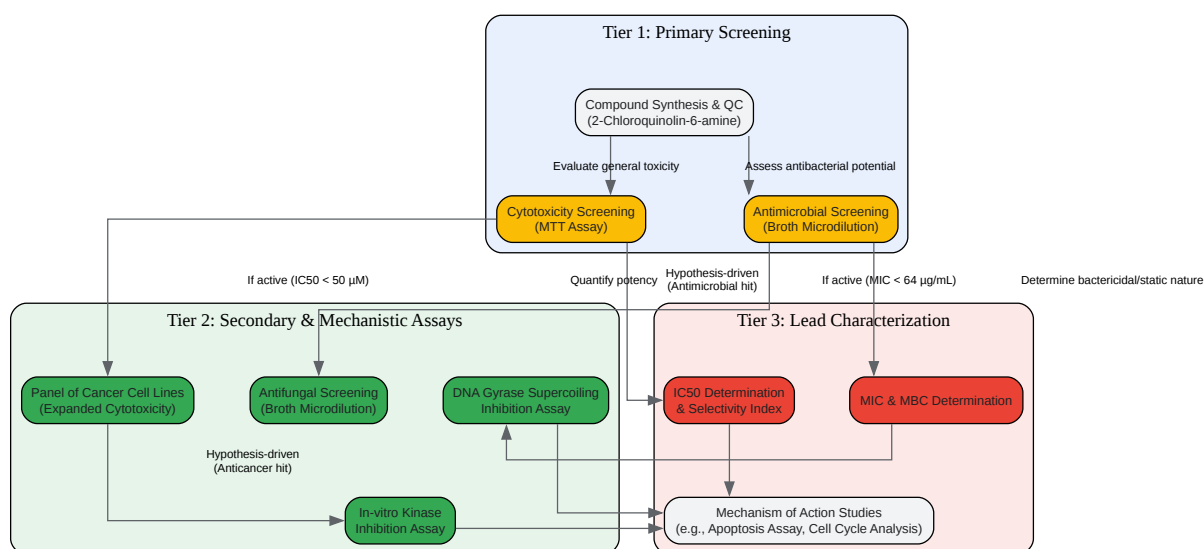 Tier 1: Primary Screening
Compound Synthesis & QC
(2-Chloroquinolin-6-amine)
Evaluate general toxicity
Assess antibacterial potential
Cytotoxicity Screening
(MTT Assay)
Antimicrobial Screening
(Broth Microdilution)
If active (IC50 < 50 µM)
Quantify potency
Hypothesis-driven
(Antimicrobial hit)
If active (MIC < 64 µg/mL)
Determine bactericidal/static nature
Tier 2: Secondary & Mechanistic Assays
Tier 3: Lead Characterization
Panel of Cancer Cell Lines
(Expanded Cytotoxicity)
Antifungal Screening
(Broth Microdilution)
DNA Gyrase Supercoiling
Inhibition Assay
IC50 Determination
& Selectivity Index
MIC & MBC Determination
Hypothesis-driven
(Anticancer hit)
In-vitro Kinase
Inhibition Assay
Mechanism of Action Studies
(e.g., Apoptosis Assay, Cell Cycle Analysis)